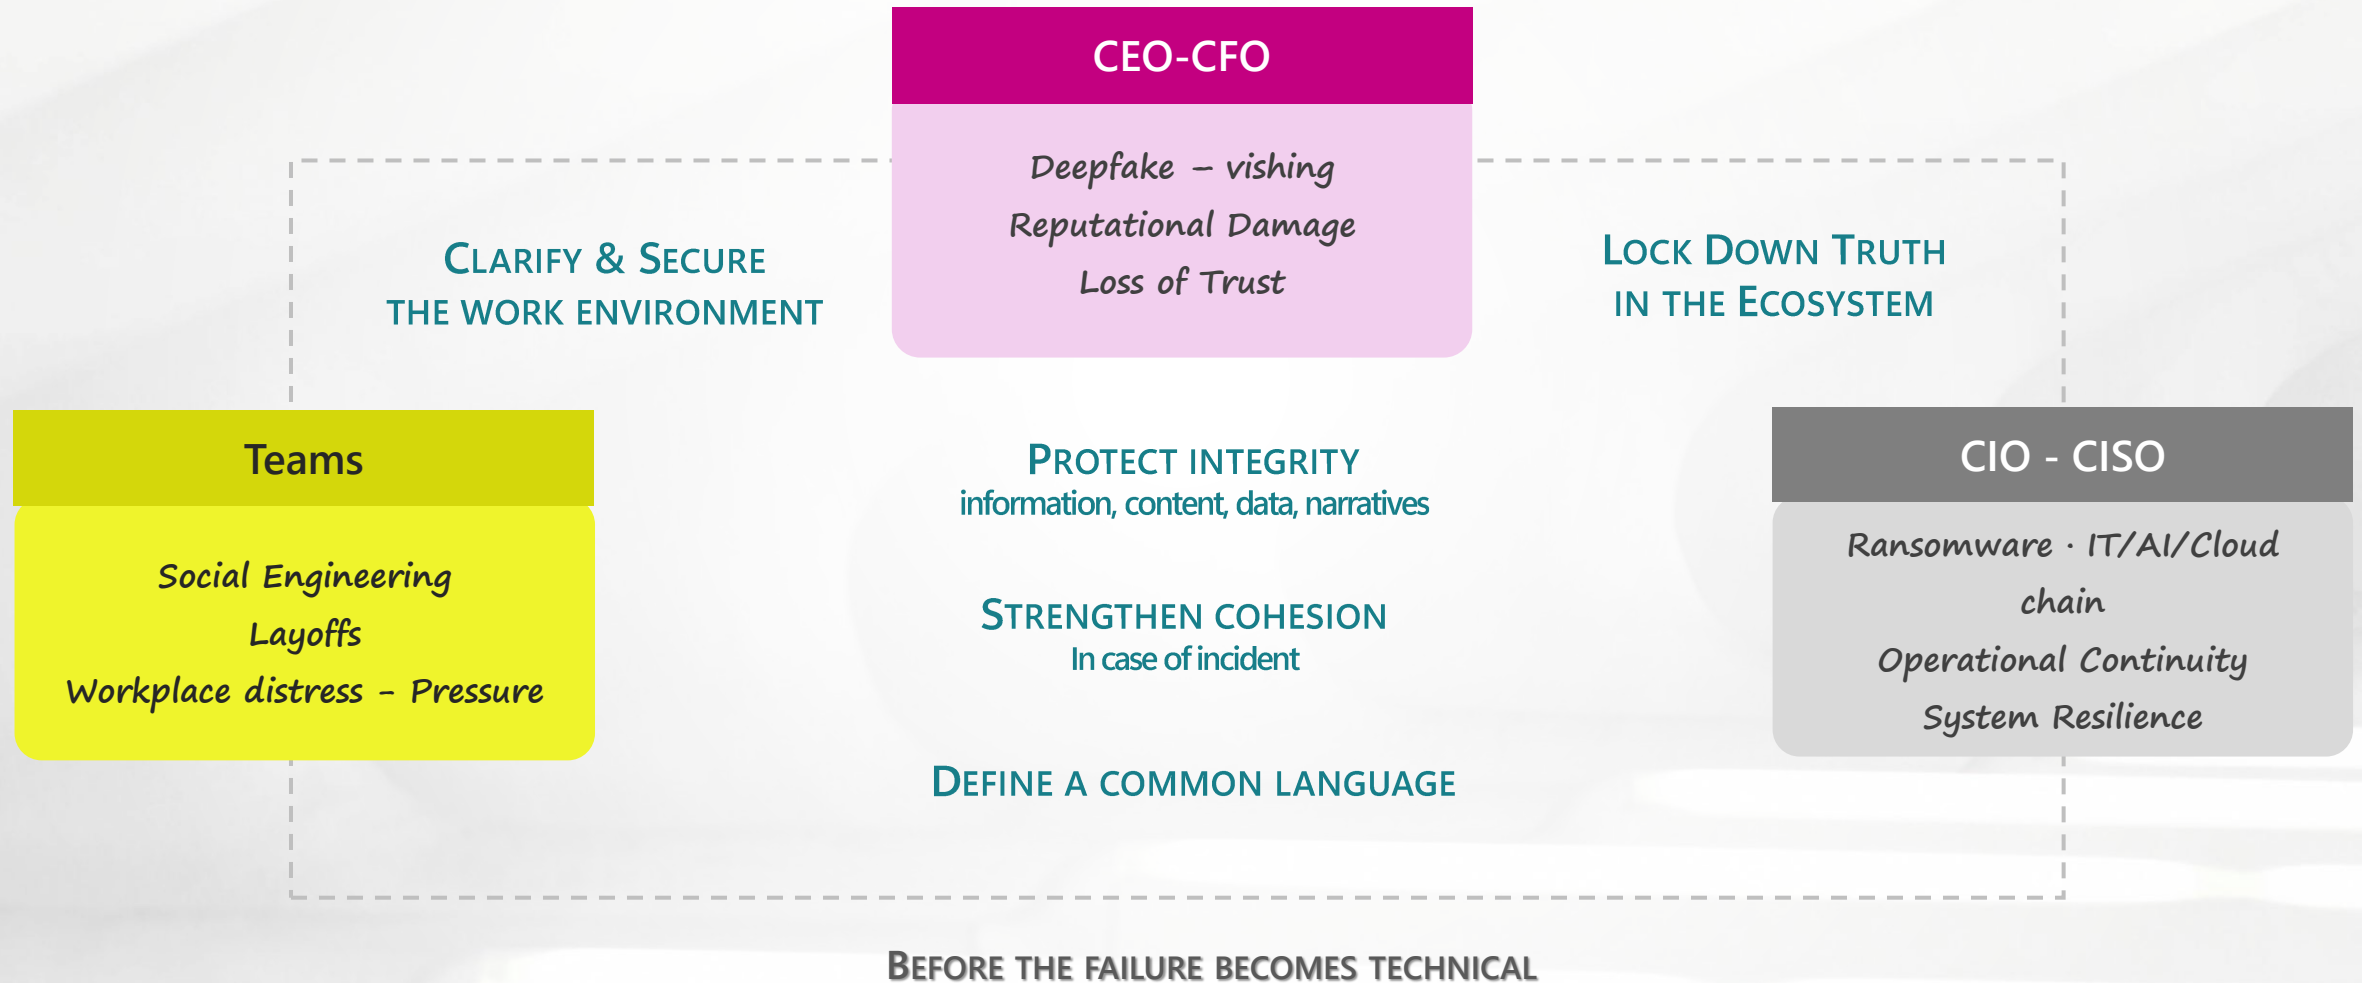 CEO-CFO
Deepfake – vishing
Reputational Damage
Loss of Trust
Clarify & Secure
the work environment
Lock Down Truth
in the Ecosystem
Teams
Social Engineering
Layoffs
Workplace distress - Pressure
Protect integrity
information, content, data, narratives
Strengthen cohesion
In case of incident
Define a common language
CIO - CISO
Ransomware · IT/AI/Cloud
chain
Operational Continuity
System Resilience
Before the failure becomes technical